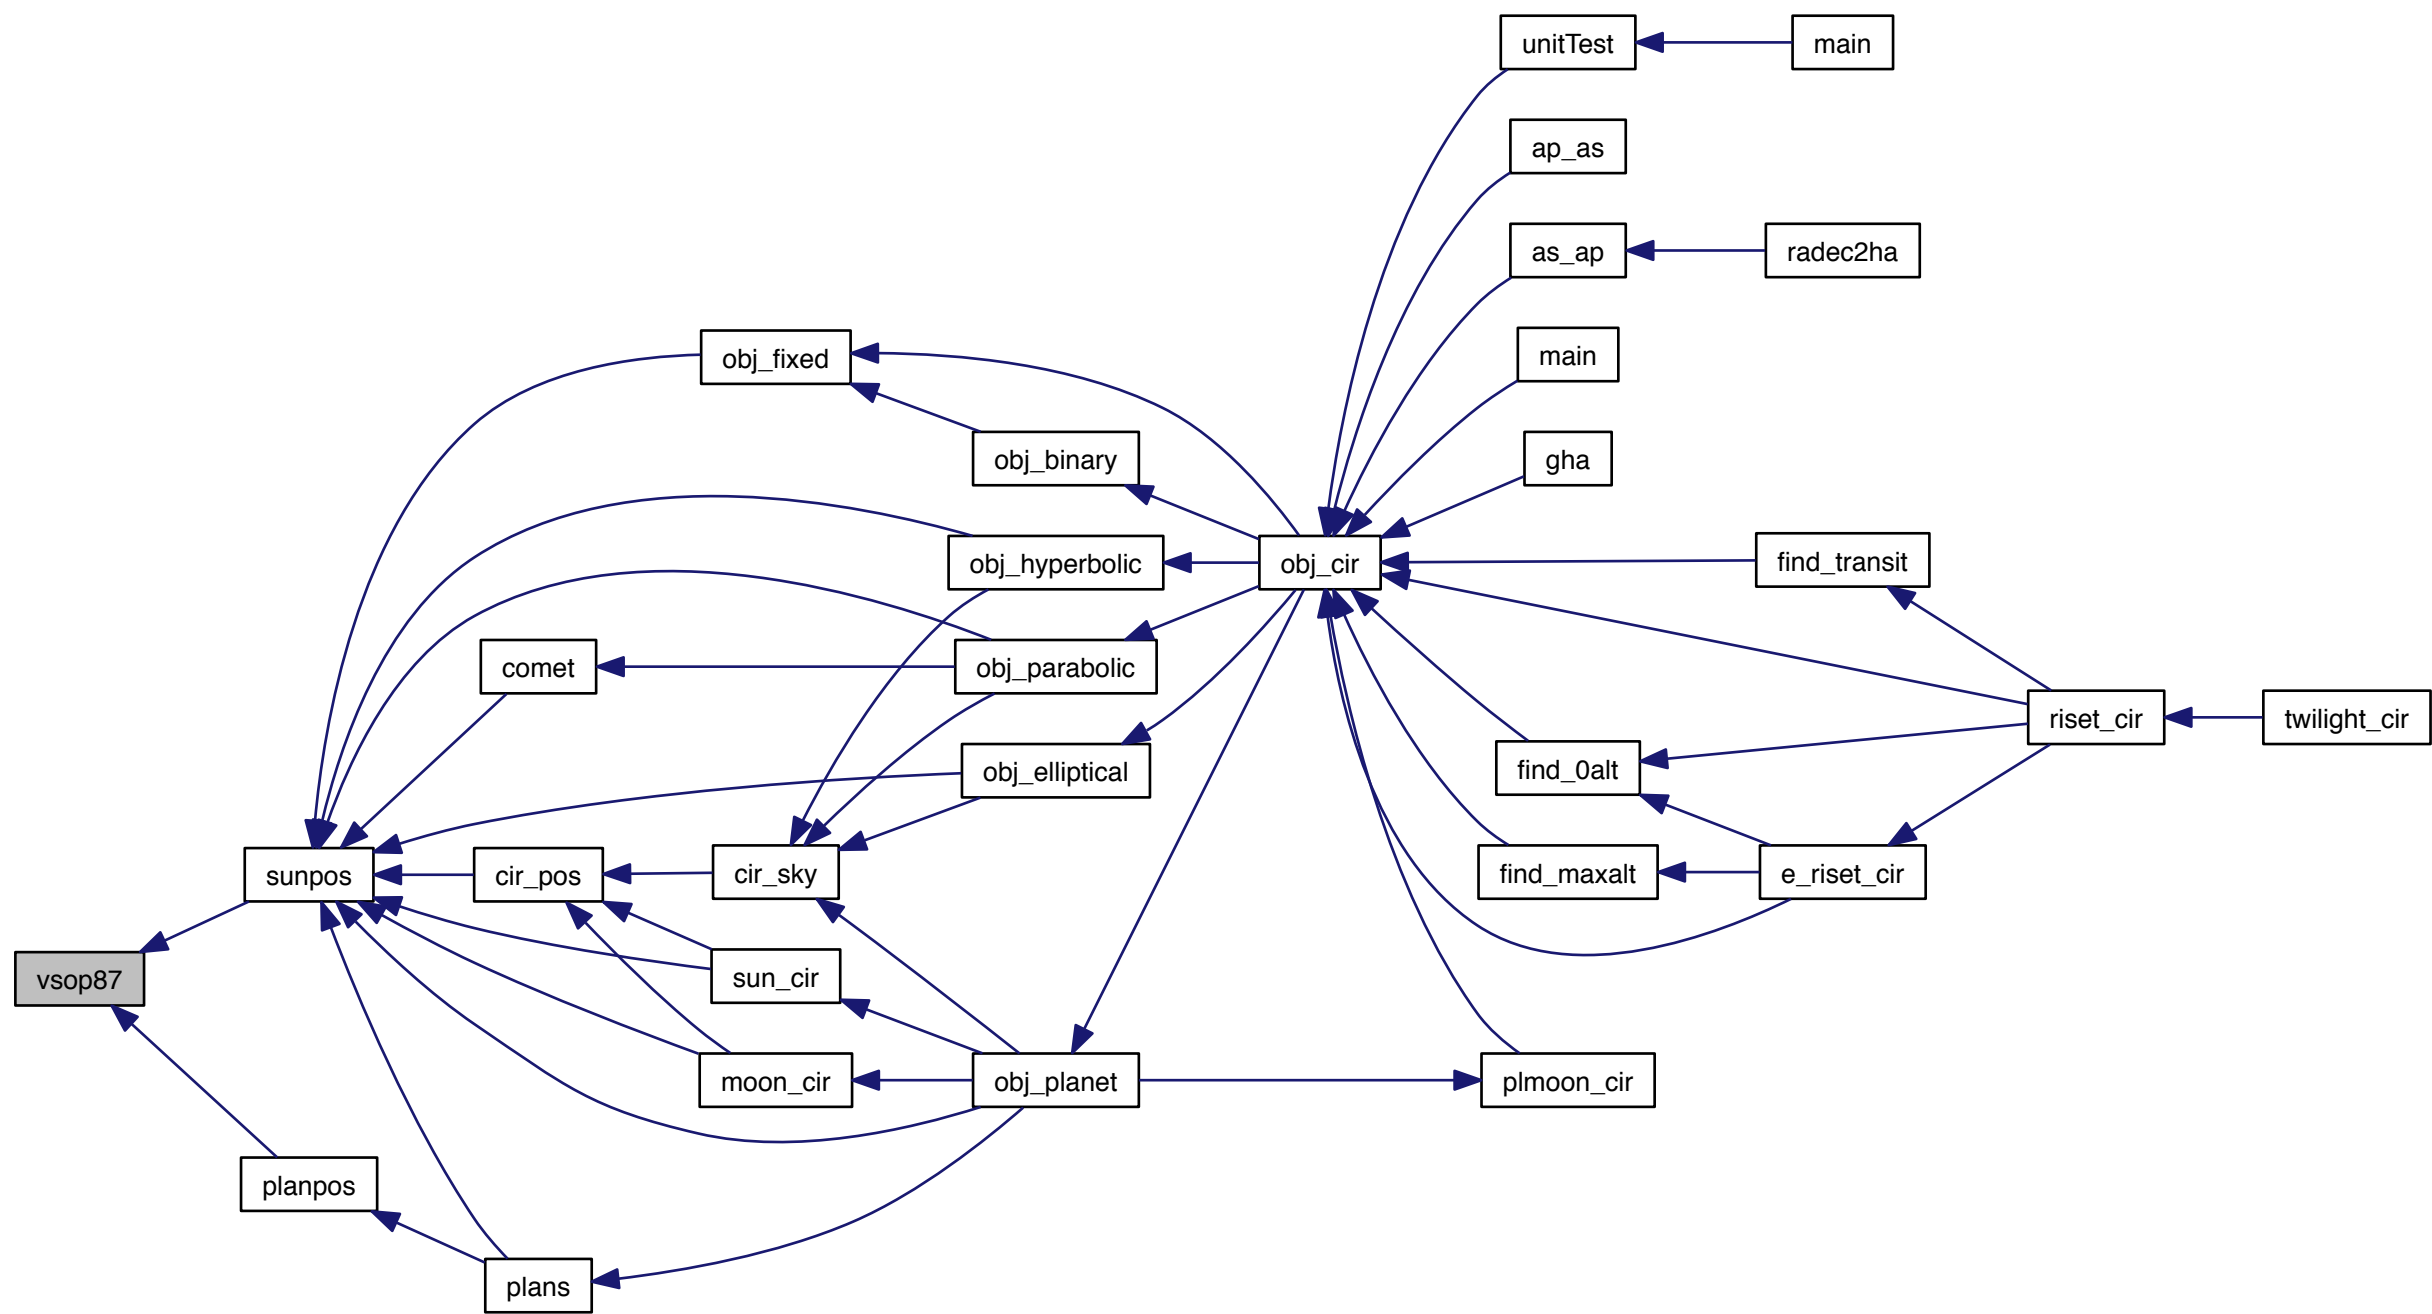 unitTest
main
ap_as
as_ap
radec2ha
main
obj_fixed
gha
obj_binary
obj_hyperbolic
obj_cir
find_transit
comet
obj_parabolic
riset_cir
twilight_cir
obj_elliptical
find_0alt
sunpos
cir_pos
cir_sky
find_maxalt
e_riset_cir
vsop87
sun_cir
moon_cir
obj_planet
plmoon_cir
planpos
plans